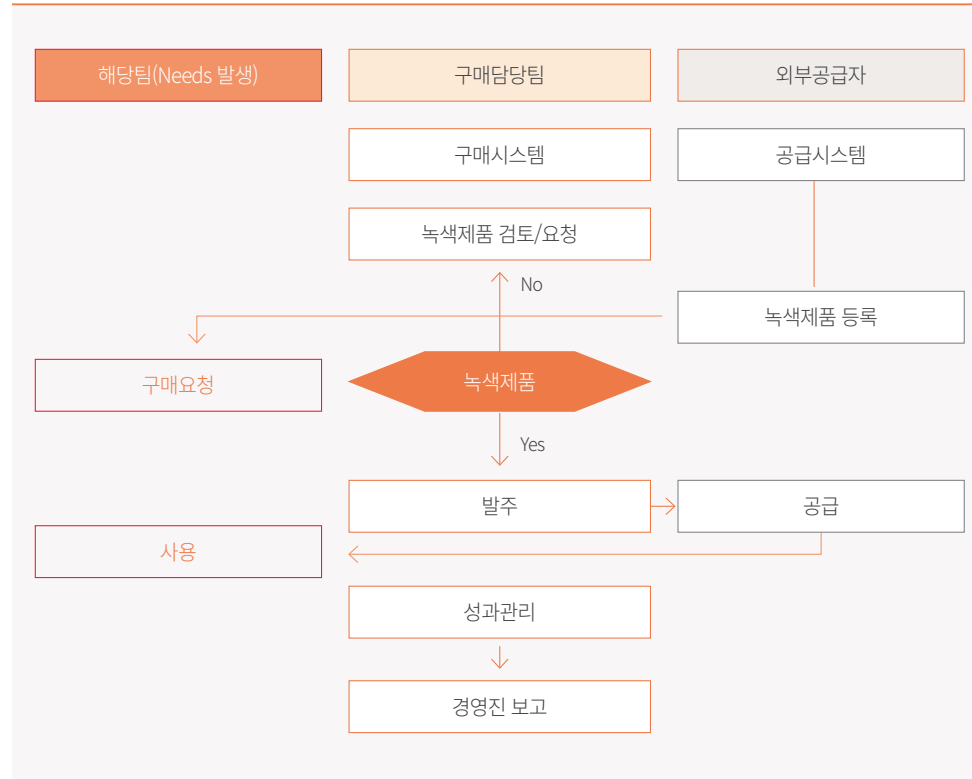 해당팀(Needs 발생)
구매담당팀
외부공급자
구매시스템
공급시스템
녹색제품 검토/요청
No
녹색제품 등록
구매요청
녹색제품
Yes
발주
공급
사용
성과관리
경영진 보고